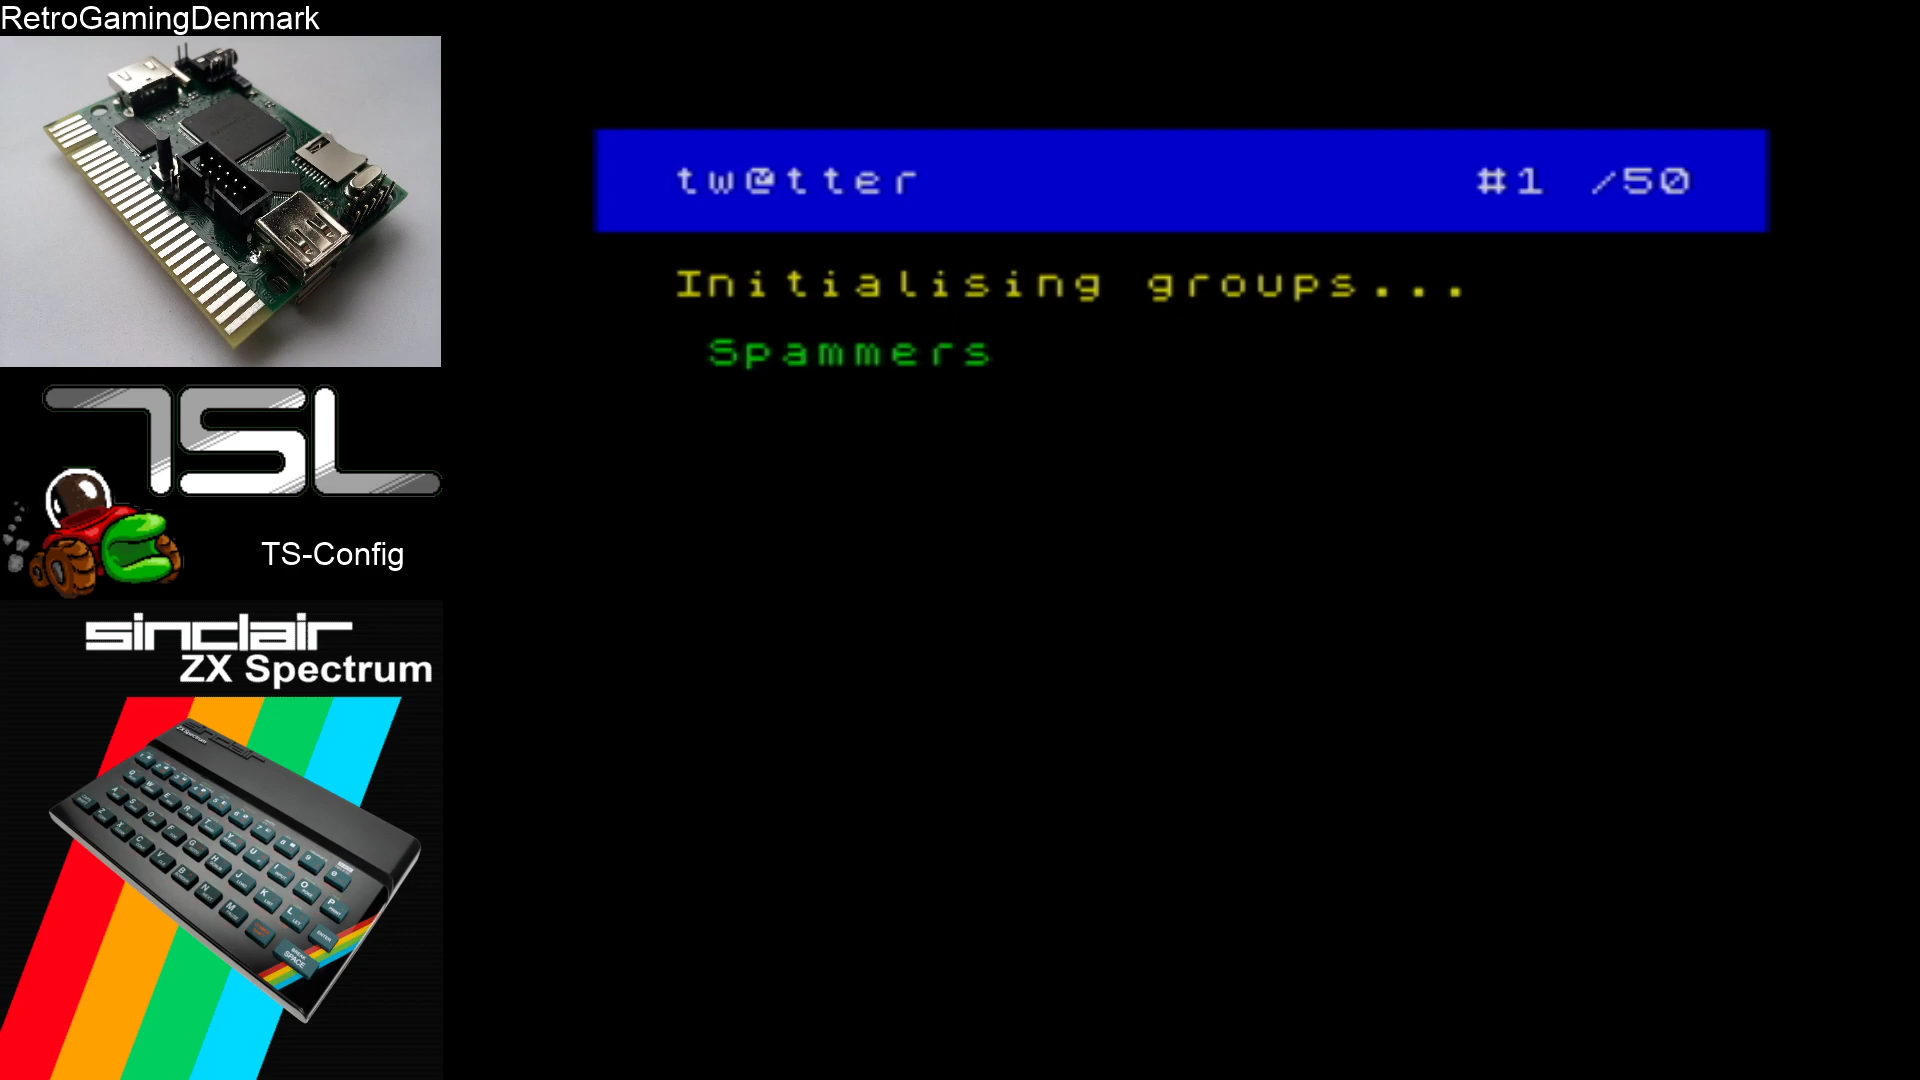 RetroGamingDenmark
tw@tter #1 /50
Initialising groups...
Spammers
TSL
TS-Config
sinclair
ZX Spectrum